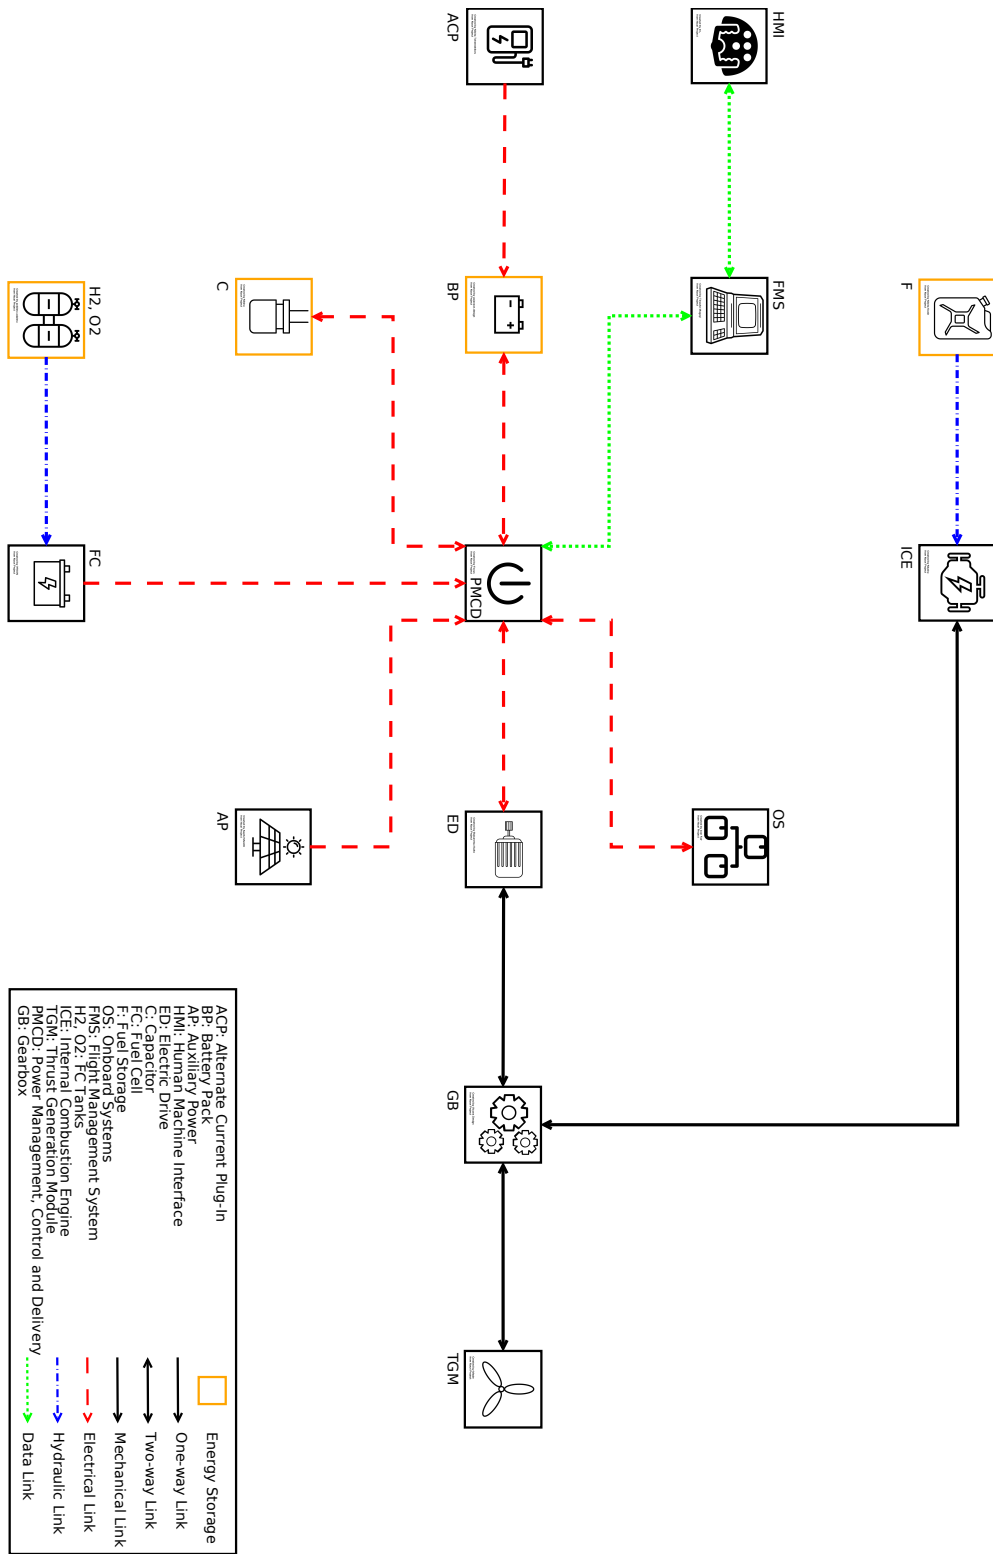 F
ICE
HMI
FMS
OS
ACP
BP
PMCD
ED
GB
TGM
C
AP
H2, O2
FC
ACP: Alternate Current Plug-In
BP: Battery Pack
AP: Auxiliary Power
HMI: Human Machine Interface
ED: Electric Drive
C: Capacitor
FC: Fuel Cell
F: Fuel Storage
OS: Onboard Systems
FMS: Flight Management System
H2, O2: FC Tanks
ICE: Internal Combustion Engine
TGM: Thrust Generation Module
PMCD: Power Management, Control and Delivery
GB: Gearbox
Energy Storage
One-way Link
Two-way Link
Mechanical Link
Electrical Link
Hydraulic Link
Data Link